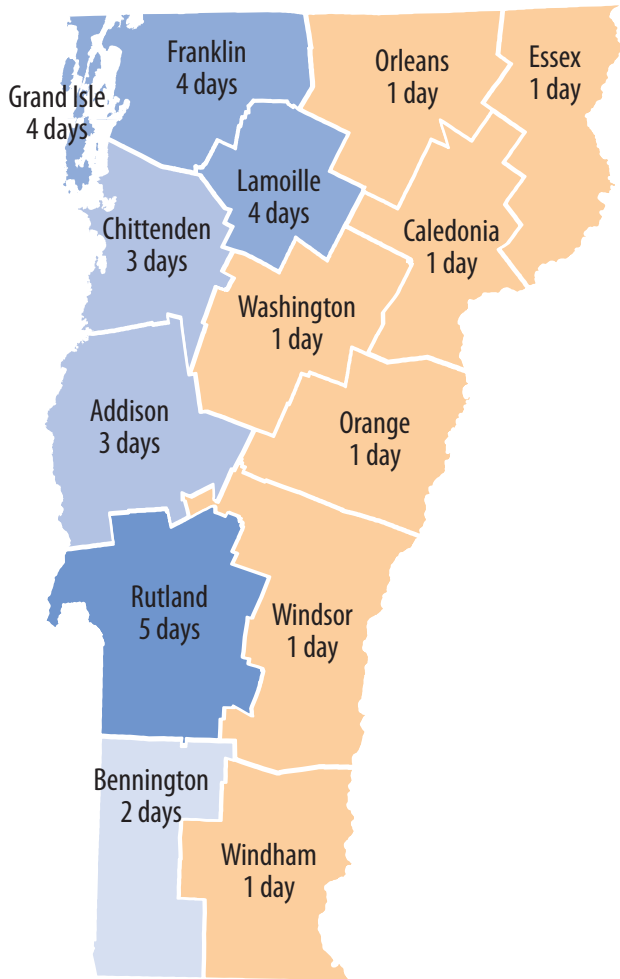 Franklin
4 days
Orleans
1 day
Essex
1 day
Grand Isle
4 days
Lamoille
4 days
Chittenden
3 days
Caledonia
1 day
Washington
1 day
Addison
3 days
Orange
1 day
Rutland
5 days
Windsor
1 day
Bennington
2 days
Windham
1 day